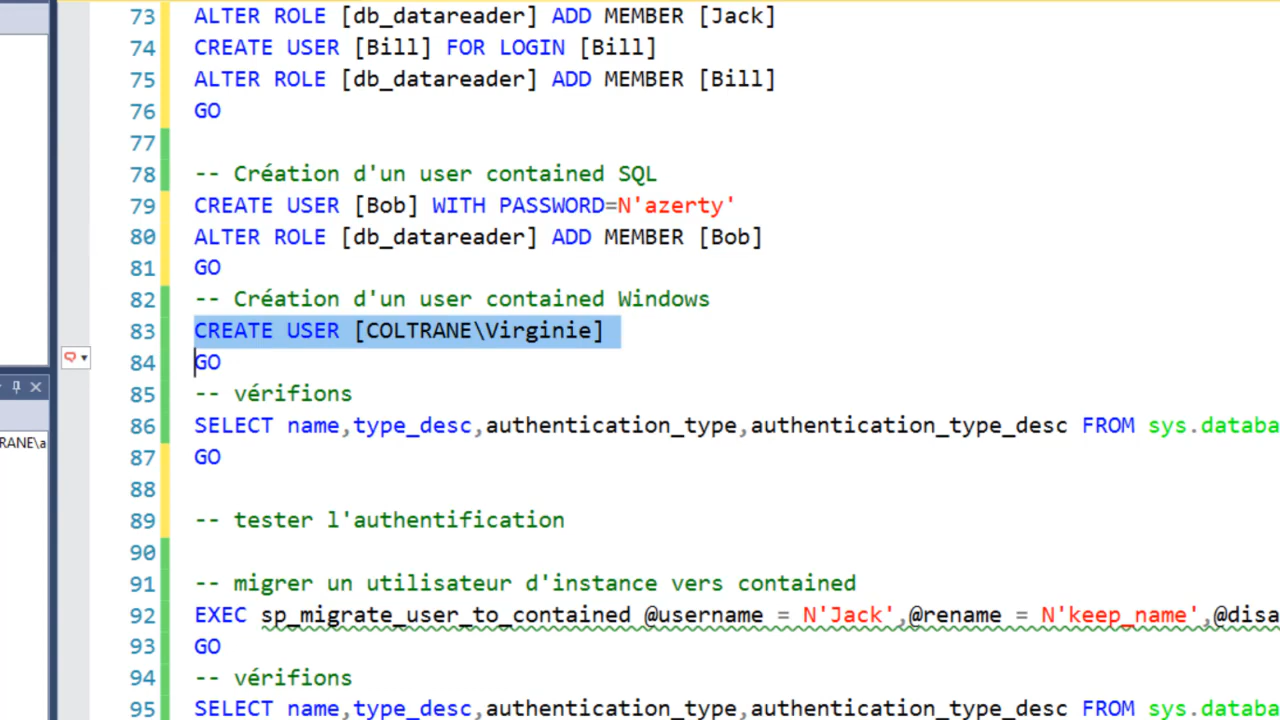 73 ALTER ROLE [db_datareader] ADD MEMBER [Jack]
74 CREATE USER [Bill] FOR LOGIN [Bill]
75 ALTER ROLE [db_datareader] ADD MEMBER [Bill]
76 GO
77
78 -- Création d'un user contained SQL
79 CREATE USER [Bob] WITH PASSWORD=N'azerty'
80 ALTER ROLE [db_datareader] ADD MEMBER [Bob]
81 GO
82 -- Création d'un user contained Windows
83 CREATE USER [COLTRANE\Virginie]
84 GO
85 -- vérifions
86 SELECT name,type_desc,authentication_type,authentication_type_desc FROM sys.databa
87 GO
RANE\a
88
89 -- tester l'authentification
90
91 -- migrer un utilisateur d'instance vers contained
92 EXEC sp_migrate_user_to_contained @username = N'Jack',@rename = N'keep_name',@disa
93 GO
94 -- vérifions
95 SELECT name,type_desc,authentication_type,authentication_type_desc FROM sys.databa